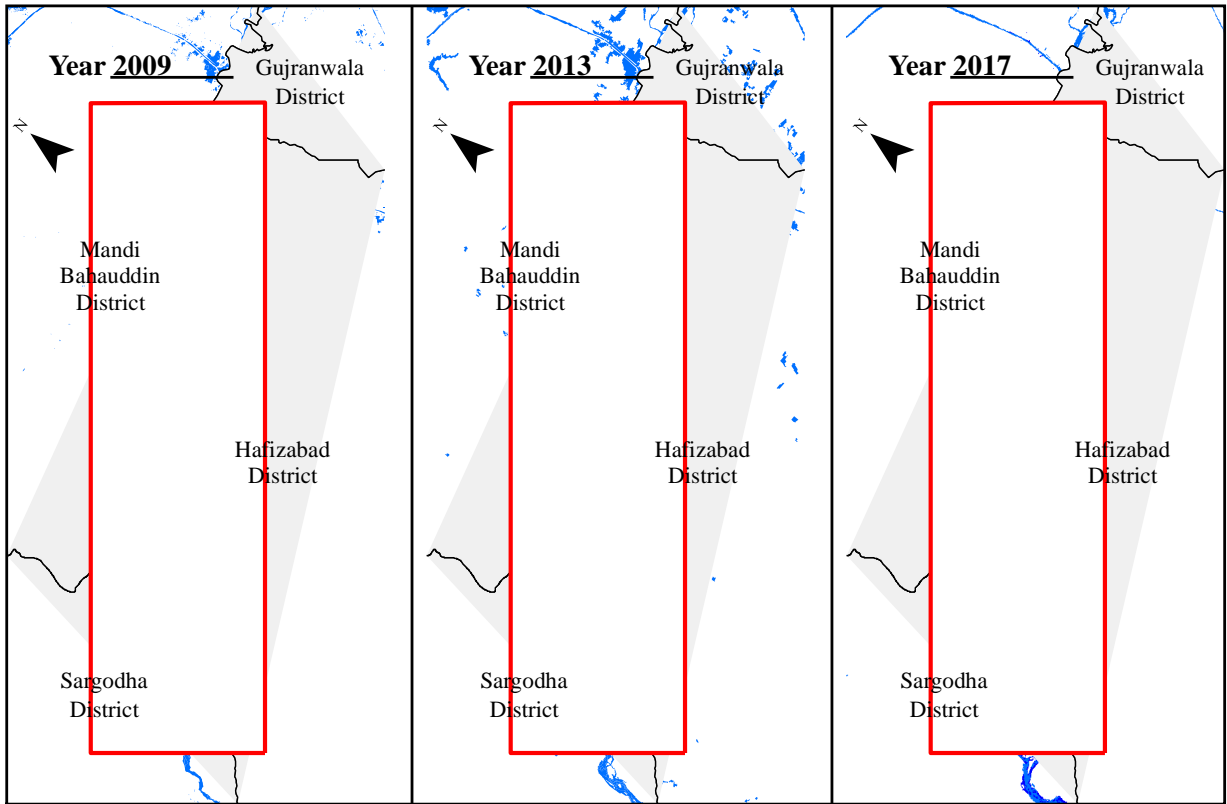 Year 2009
Gujranwala
District
N
Mandi
Bahauddin
District
Hafizabad
District
Sargodha
District
Year 2013
Gujranwala
District
N
Mandi
Bahauddin
District
Hafizabad
District
Sargodha
District
Year 2017
Gujranwala
District
N
Mandi
Bahauddin
District
Hafizabad
District
Sargodha
District